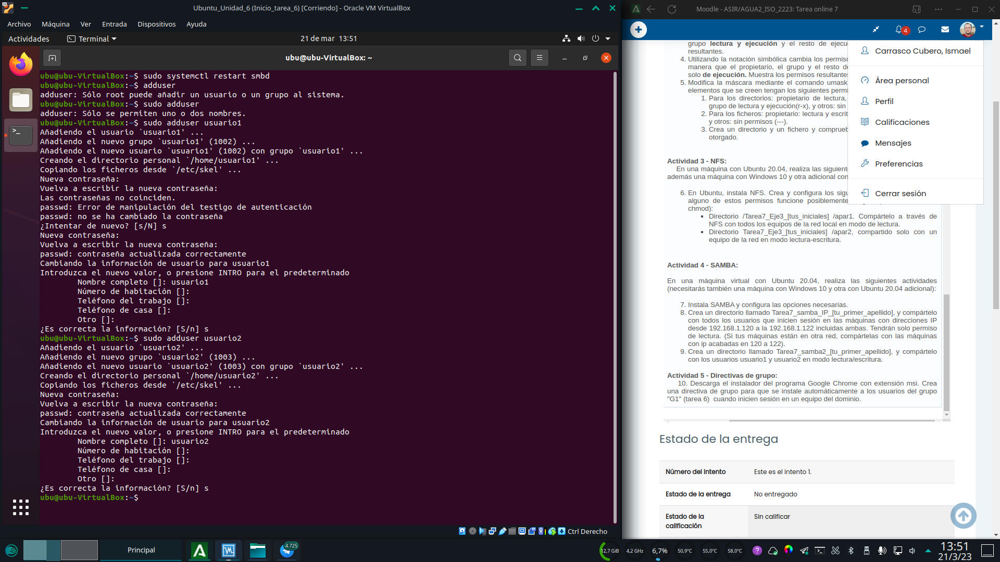 Ubuntu_Unidad_6 (Inicio_tarea_6) [Corriendo] - Oracle VM VirtualBox
Archivo Máquina Ver Entrada Dispositivos Ayuda
Actividades Terminal 21 de mar 13:51
ubu@ubu-VirtualBox: ~
ubu@ubu-VirtualBox:~$ sudo systemctl restart smbd
ubu@ubu-VirtualBox:~$ adduser
adduser: Sólo root puede añadir un usuario o un grupo al sistema.
ubu@ubu-VirtualBox:~$ sudo adduser
adduser: Sólo se permiten uno o dos nombres.
ubu@ubu-VirtualBox:~$ sudo adduser usuario1
Añadiendo el usuario `usuario1' ...
Añadiendo el nuevo grupo `usuario1' (1002) ...
Añadiendo el nuevo usuario `usuario1' (1002) con grupo `usuario1' ...
Creando el directorio personal `/home/usuario1' ...
Copiando los ficheros desde `/etc/skel' ...
Nueva contraseña:
Vuelva a escribir la nueva contraseña:
Las contraseñas no coinciden.
passwd: Error de manipulación del testigo de autenticación
passwd: no se ha cambiado la contraseña
¿Intentar de nuevo? [s/N] s
Nueva contraseña:
Vuelva a escribir la nueva contraseña:
passwd: contraseña actualizada correctamente
Cambiando la información de usuario para usuario1
Introduzca el nuevo valor, o presione INTRO para el predeterminado
Nombre completo []: usuario1
Número de habitación []:
Teléfono del trabajo []:
Teléfono de casa []:
Otro []:
¿Es correcta la información? [S/n] s
ubu@ubu-VirtualBox:~$ sudo adduser usuario2
Añadiendo el usuario `usuario2' ...
Añadiendo el nuevo grupo `usuario2' (1003) ...
Añadiendo el nuevo usuario `usuario2' (1003) con grupo `usuario2' ...
Creando el directorio personal `/home/usuario2' ...
Copiando los ficheros desde `/etc/skel' ...
Nueva contraseña:
Vuelva a escribir la nueva contraseña:
passwd: contraseña actualizada correctamente
Cambiando la información de usuario para usuario2
Introduzca el nuevo valor, o presione INTRO para el predeterminado
Nombre completo []: usuario2
Número de habitación []:
Teléfono del trabajo []:
Teléfono de casa []:
Otro []:
¿Es correcta la información? [S/n] s
ubu@ubu-VirtualBox:~$
Ctrl Derecho
Moodle - ASIR/AGUA2_ISO_2223: Tarea online 7
4
grupo lectura y ejecución y el resto de ejecu
resultantes.
4. Utilizando la notación simbólica cambia los permiso
manera que el propietario, el grupo y el resto de
solo de ejecución. Muestra los permisos resultantes
5. Modifica la máscara mediante el comando umask
elementos que se creen tengan los siguientes permi
1. Para los directorios: propietario de lectura,
grupo de lectura y ejecución(r-x), y otros: sin
2. Para los ficheros: propietario: lectura y escrit
y otros: sin permisos (---).
3. Crea un directorio y un fichero y comprueb
otorgado.
Carrasco Cubero, Ismael
Área personal
Perfil
Calificaciones
Mensajes
Preferencias
Cerrar sesión
Actividad 3 - NFS:
En una máquina con Ubuntu 20.04, realiza las siguiente
además una máquina con Windows 10 y otra adicional con
6. En Ubuntu, instala NFS. Crea y configura los sigu
alguno de estos permisos funcione posiblemente
chmod):
▪ Directorio /Tarea7_Eje3_[tus_iniciales] /apar1. Compártelo a través de
NFS con todos los equipos de la red local en modo de lectura.
▪ Directorio Tarea7_Eje3_[tus_iniciales] /apar2, compartido solo con un
equipo de la red en modo lectura-escritura.
Actividad 4 - SAMBA:
En una máquina virtual con Ubuntu 20.04, realiza las siguientes actividades
(necesitarás también una máquina con Windows 10 y otra con Ubuntu 20.04 adicional):
7. Instala SAMBA y configura las opciones necesarias.
8. Crea un directorio llamado Tarea7_samba_IP_[tu_primer_apellido], y compártelo
con todos los usuarios que inicien sesión en las máquinas con direcciones IP
desde 192.168.1.120 a la 192.168.1.122 incluidas ambas. Tendrán solo permiso
de lectura. (Si tus máquinas están en otra red, compártelas con las máquinas
con ip acabadas en 120 a 122).
9. Crea un directorio llamado Tarea7_samba2_[tu_primer_apellido], y compártelo
con los usuarios usuario1 y usuario2 en modo lectura/escritura.
Actividad 5 - Directivas de grupo:
10. Descarga el instalador del programa Google Chrome con extensión msi. Crea
una directiva de grupo para que se instale automáticamente a los usuarios del grupo
"G1" (tarea 6) cuando inicien sesión en un equipo del dominio.
Estado de la entrega
Número del intento Este es el intento 1.
Estado de la entrega No entregado
Estado de la calificación Sin calificar
Principal
4.725
12,7 GiB 4,2 GHz 6,7% 50,9°C 55,0°C 58,0°C
13:51
21/3/23